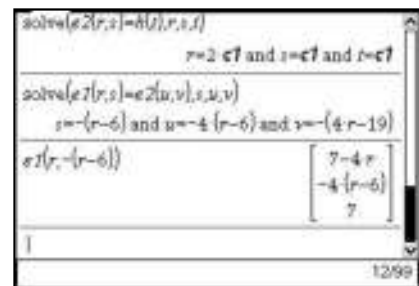 solve(e2(r,s)=h(t),r,s,t)
r=2·c1 and s=c1 and t=c1
solve(e1(r,s)=e2(u,v),s,u,v)
s=-(r-6) and u=-4·(r-6) and v=-(4·r-19)
e1(r,-(r-6))
7-4·r
-4·(r-6)
7
12/99